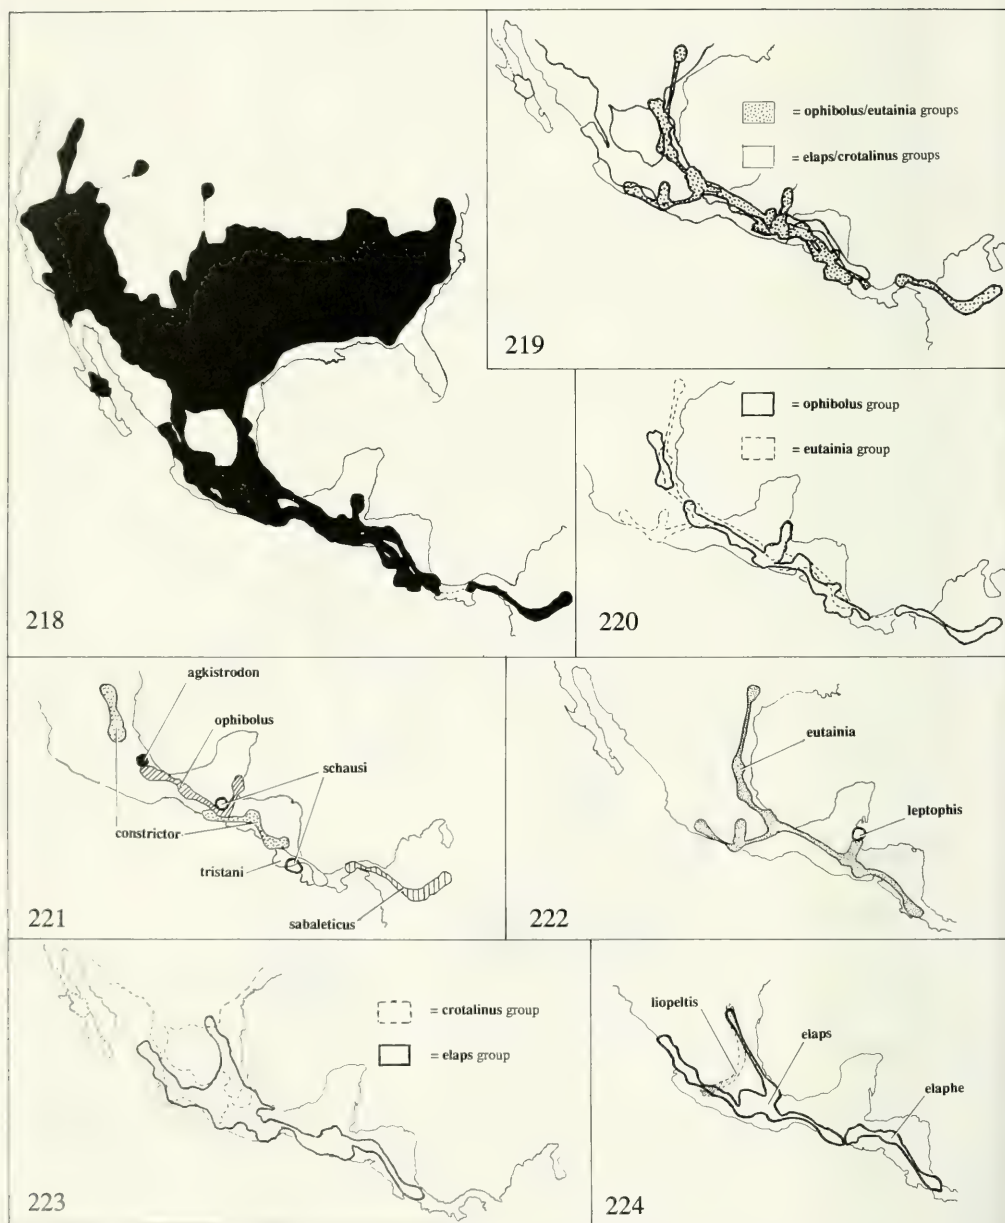 218
= ophibolus/eutainia groups
= elaps/crotalinus groups
219
= ophibolus group
= eutainia group
220
agkistrodon
ophibolus
schausi
constrictor
tristani
sabaleticus
221
eutainia
leptophis
222
= crotalinus group
= elaps group
223
liopeltis
elaps
elaphe
224